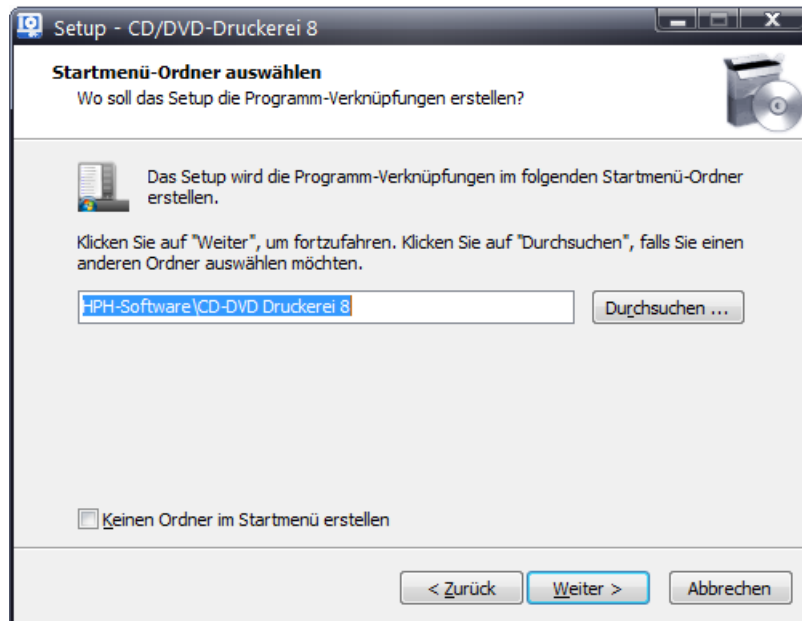 Setup - CD/DVD-Druckerei 8
Startmenü-Ordner auswählen
Wo soll das Setup die Programm-Verknüpfungen erstellen?
Das Setup wird die Programm-Verknüpfungen im folgenden Startmenü-Ordner
erstellen.
Klicken Sie auf "Weiter", um fortzufahren. Klicken Sie auf "Durchsuchen", falls Sie einen
anderen Ordner auswählen möchten.
HPH-Software\CD-DVD Druckerei 8
Durchsuchen ...
Keinen Ordner im Startmenü erstellen
< Zurück
Weiter >
Abbrechen